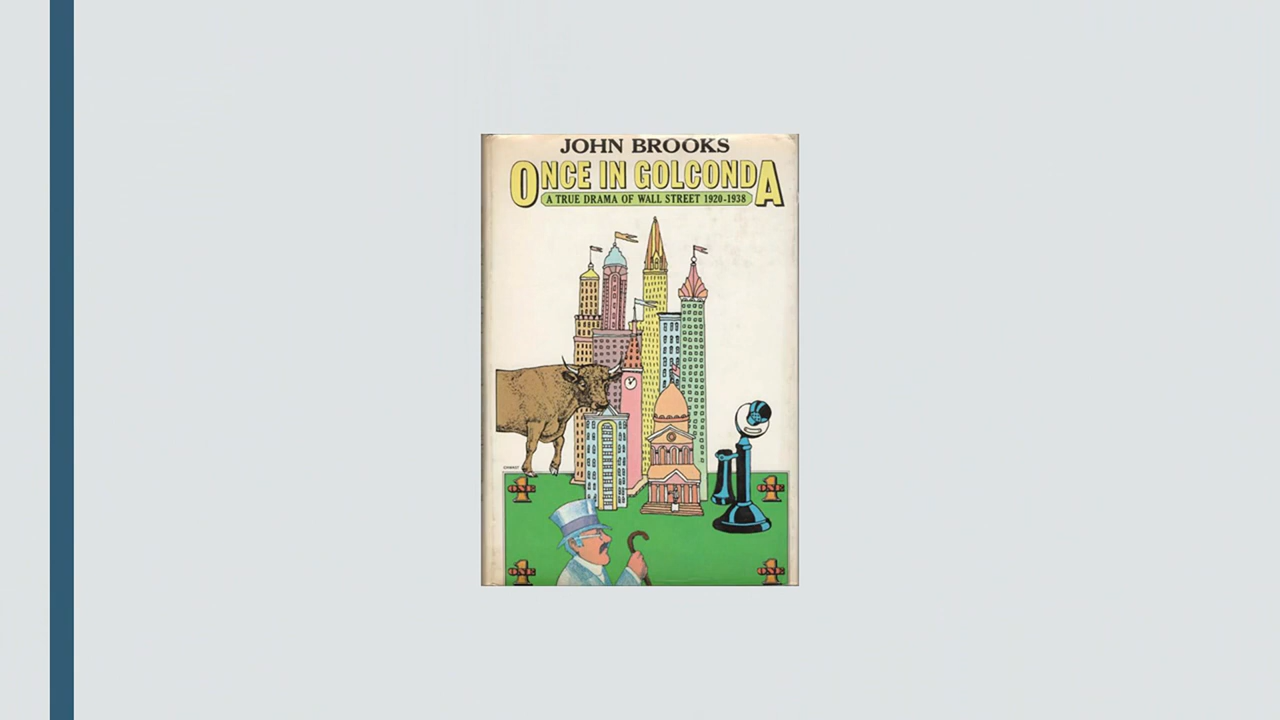 JOHN BROOKS
ONCE IN GOLCONDA
A TRUE DRAMA OF WALL STREET 1920-1938